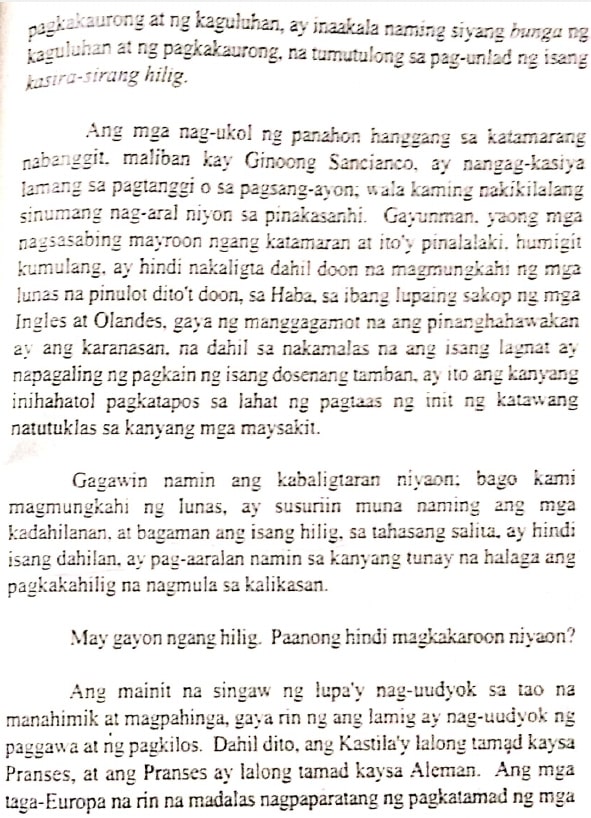 pagkakaurong at ng kaguluhan, ay inaakala naming siyang bunga ng
kaguluhan at ng pagkakaurong, na tumutulong sa pag-unlad ng isang
kasira-sirang hilig.
Ang mga nag-ukol ng panahon hanggang sa katamarang
nabanggit, maliban kay Ginoong Sancianco, ay nangag-kasiya
lamang sa pagtanggi o sa pagsang-ayon; wala kaming nakikilalang
sinumang nag-aral niyon sa pinakasanhi. Gayunman, yaong mga
nagsasabing mayroon ngang katamaran at ito'y pinalalaki, humigit
kumulang, ay hindi nakaligta dahil doon na magmungkahi ng mga
lunas na pinulot dito't doon, sa Haba, sa ibang lupaing sakop ng mga
Ingles at Olandes, gaya ng manggagamot na ang pinanghahawakan
ay ang karanasan, na dahil sa nakamalas na ang isang lagnat ay
napagaling ng pagkain ng isang dosenang tamban, ay ito ang kanyang
inihahatol pagkatapos sa lahat ng pagtaas ng init ng katawang
natutuklas sa kanyang mga maysakit.
Gagawin namin ang kabaligtaran niyaon; bago kami
magmungkahi ng lunas, ay susuriin muna naming ang mga
kadahilanan, at bagaman ang isang hilig, sa tahasang salita, ay hindi
isang dahilan, ay pag-aaralan namin sa kanyang tunay na halaga ang
pagkakahilig na nagmula sa kalikasan.
May gayon ngang hilig. Paanong hindi magkakaroon niyaon?
Ang mainit na singaw ng lupa'y nag-uudyok sa tao na
manahimik at magpahinga, gaya rin ng ang lamig ay nag-uudyok ng
paggawa at ng pagkilos. Dahil dito, ang Kastila'y lalong tamad kaysa
Pranses, at ang Pranses ay lalong tamad kaysa Aleman. Ang mga
taga-Europa na rin na madalas nagpaparatang ng pagkatamad ng mga